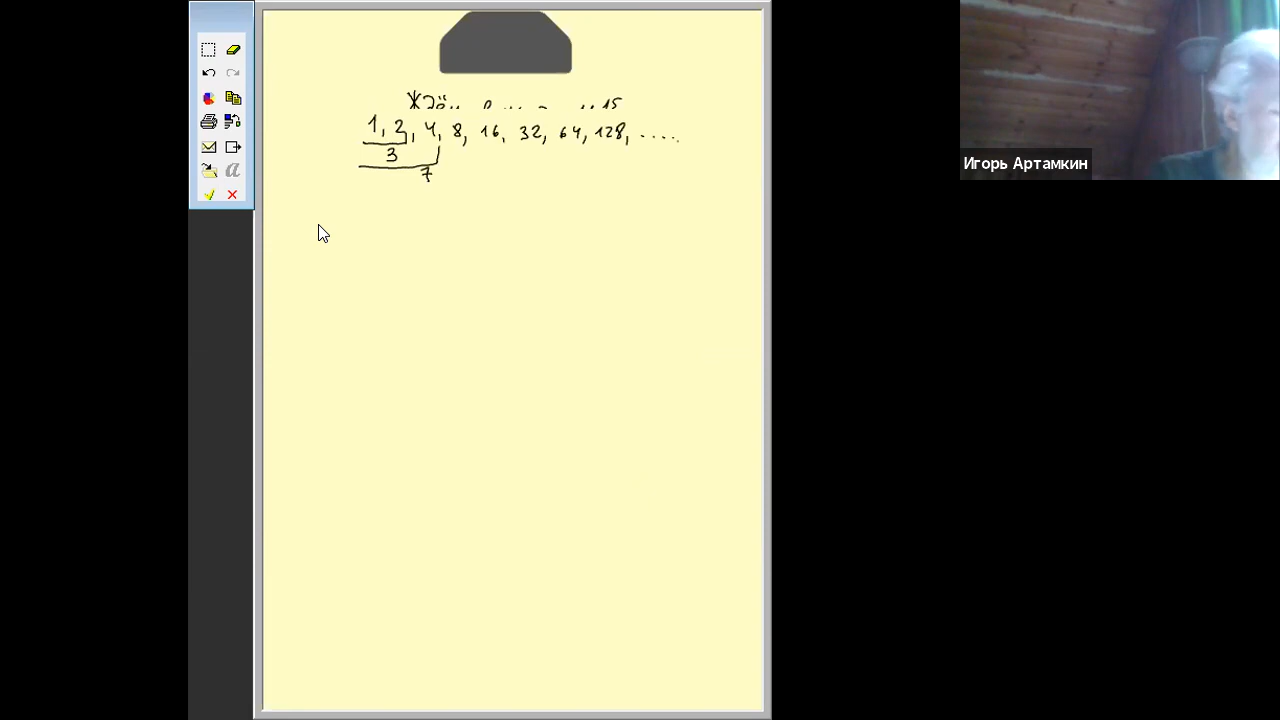 1, 2, 4, 8, 16, 32, 64, 128, .....
3
7
Игорь Артамкин